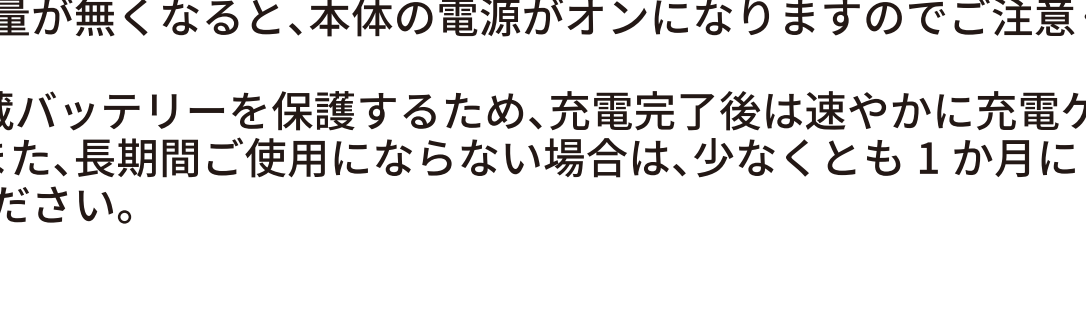 量が無くなると、本体の電源がオンになりますのでご注意
蔵バッテリーを保護するため、充電完了後は速やかに充電ケ
また、長期間ご使用にならない場合は、少なくとも 1 か月に
ださい。